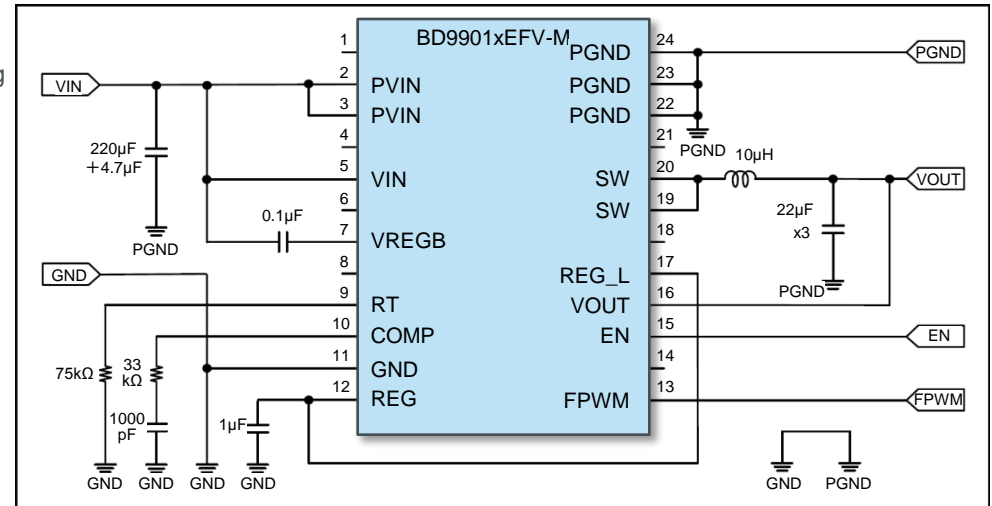 g
BD9901xEFV-M
1
24
PGND
PGND
VIN
2
PVIN
23
PGND
3
PVIN
22
PGND
4
21
PGND
220µF
+4.7µF
10µH
5
VIN
20
SW
VOUT
6
19
SW
22µF
x3
0.1µF
7
VREGB
18
PGND
GND
8
17
REG_L
PGND
9
RT
16
VOUT
10
COMP
15
EN
EN
11
GND
14
75kΩ
33
kΩ
12
REG
13
FPWM
FPWM
1000
pF
1µF
GND
GND
GND
GND
GND
PGND